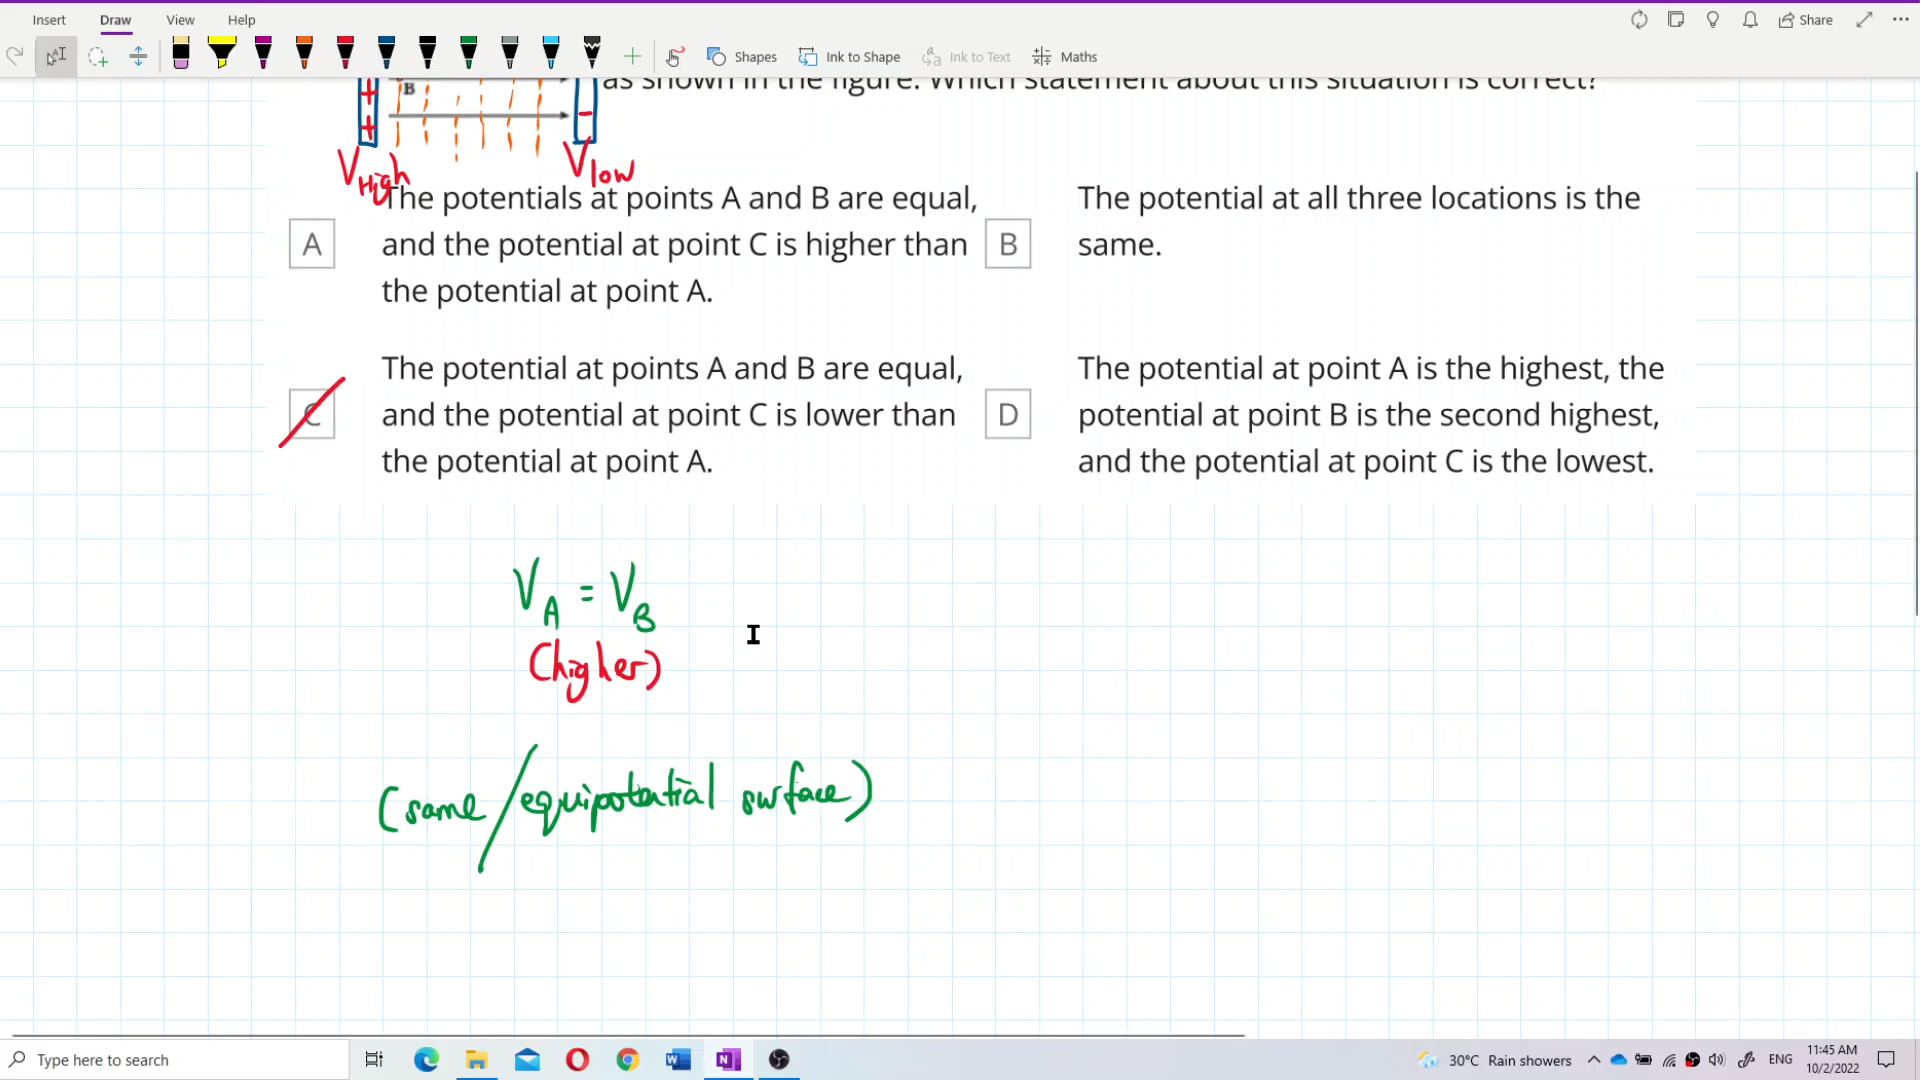 Insert Draw View Help
Share
Shapes Ink to Shape Ink to Text Maths
as shown in the figure. Which statement about this situation is correct?
+ B
+ -
V High V low
A The potentials at points A and B are equal,
and the potential at point C is higher than
the potential at point A.
B The potential at all three locations is the
same.
C The potential at points A and B are equal,
and the potential at point C is lower than
the potential at point A.
D The potential at point A is the highest, the
potential at point B is the second highest,
and the potential at point C is the lowest.
V A = V B
(higher)
(same/equipotential surface)
Type here to search
30°C Rain showers
ENG
11:45 AM
10/2/2022